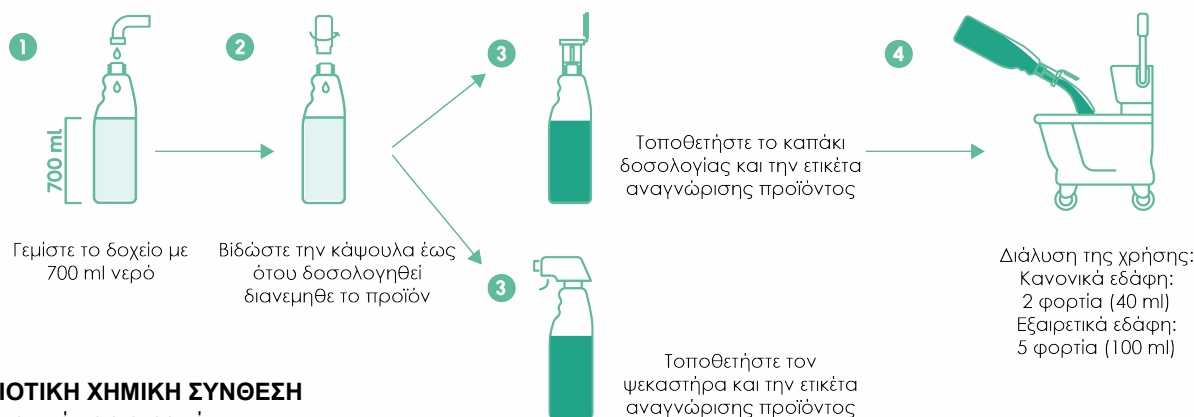 1
2
3
4
700 ml
Γεμίστε το δοχείο με
700 ml νερό
Βιδώστε την κάψουλα έως
ότου δοσολογηθεί
διανεμηθε το προϊόν
Τοποθετήστε το καπάκι
δοσολογίας και την ετικέτα
αναγνώρισης προϊόντος
3
Τοποθετήστε τον
ψεκαστήρα και την ετικέτα
αναγνώρισης προϊόντος
Διάλυση της χρήσης:
Κανονικά εδάφη:
2 φορτία (40 ml)
Εξαιρετικά εδάφη:
5 φορτία (100 ml)
ΙΟΤΙΚΗ ΧΗΜΙΚΗ ΣΥΝΘΕΣΗ